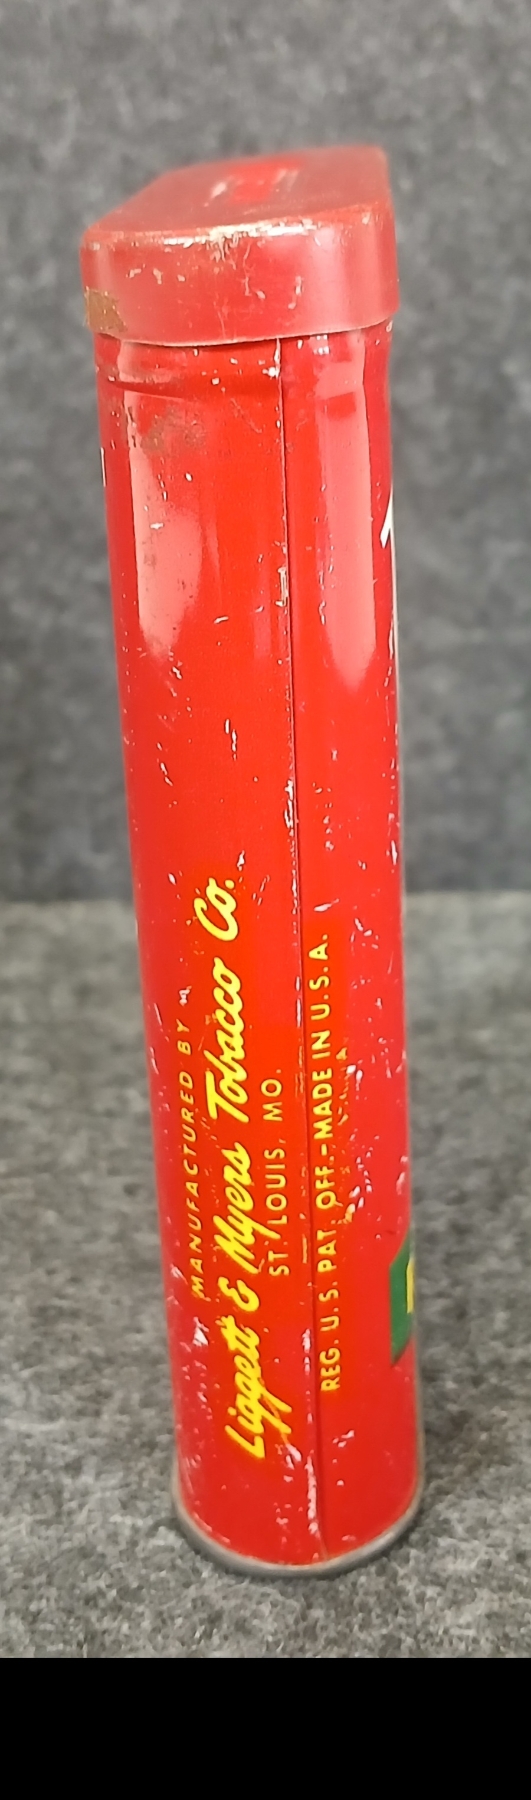 MANUFACTURED BY
Liggett & Myers Tobacco Co.
ST. LOUIS, MO.
REG. U.S. PAT. OFF.-MADE IN U.S.A.